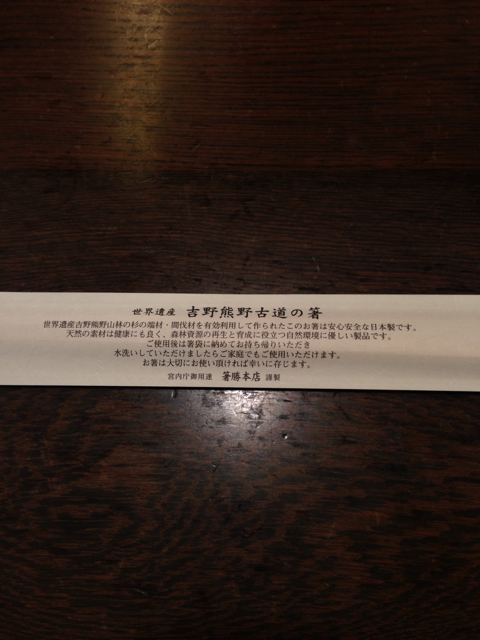 世界遺産 吉野熊野古道の箸
世界遺産吉野熊野山林の杉の端材・間伐材を有効利用して作られたこのお箸は安心安全な日本製です。
天然の素材は健康にも良く、森林資源の再生と育成に役立つ自然環境に優しい製品です。
ご使用後は箸袋に納めてお持ち帰りいただき
水洗いしていただけましたらご家庭でもご使用いただけます。
お箸は大切にお使い頂ければ幸いに存じます。
宮内庁御用達 箸勝本店 謹製